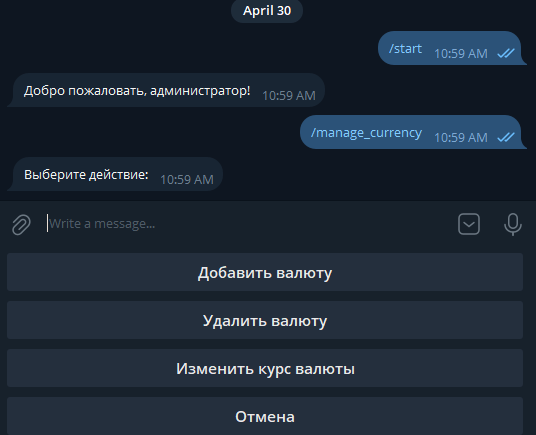 April 30
/start 10:59 AM
Добро пожаловать, администратор! 10:59 AM
/manage_currency 10:59 AM
Выберите действие: 10:59 AM
Write a message...
Добавить валюту
Удалить валюту
Изменить курс валюты
Отмена